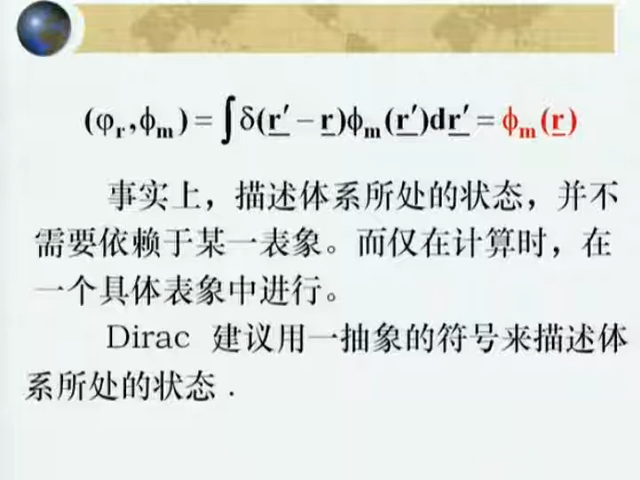 (φr,ϕm) = ∫δ(r′ − r)ϕm(r′)dr′ = ϕm(r)
事实上，描述体系所处的状态，并不
需要依赖于某一表象。而仅在计算时，在
一个具体表象中进行。
Dirac 建议用一抽象的符号来描述体
系所处的状态 .